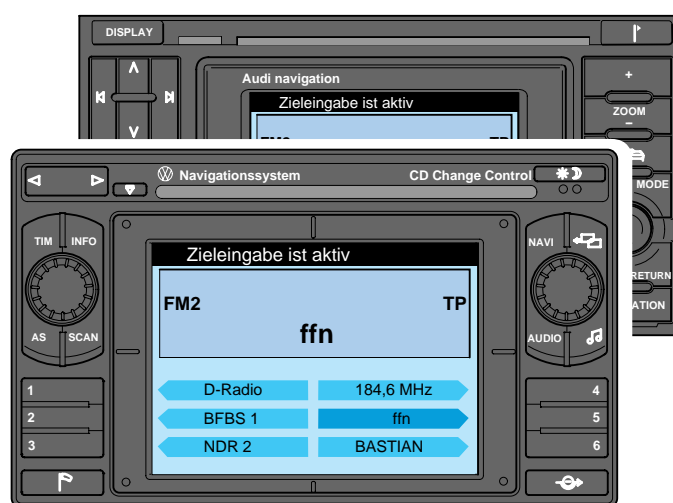 DISPLAY
Audi navigation
+
ZOOM
–
Zieleingabe ist aktiv
MODE
RETURN
Navigationssystem
CD Change Control
TIM
INFO
AS
SCAN
NAVI
AUDIO
Zieleingabe ist aktiv
FM2
TP
ffn
D-Radio
184,6 MHz
BFBS 1
ffn
NDR 2
BASTIAN
1
2
3
4
5
6